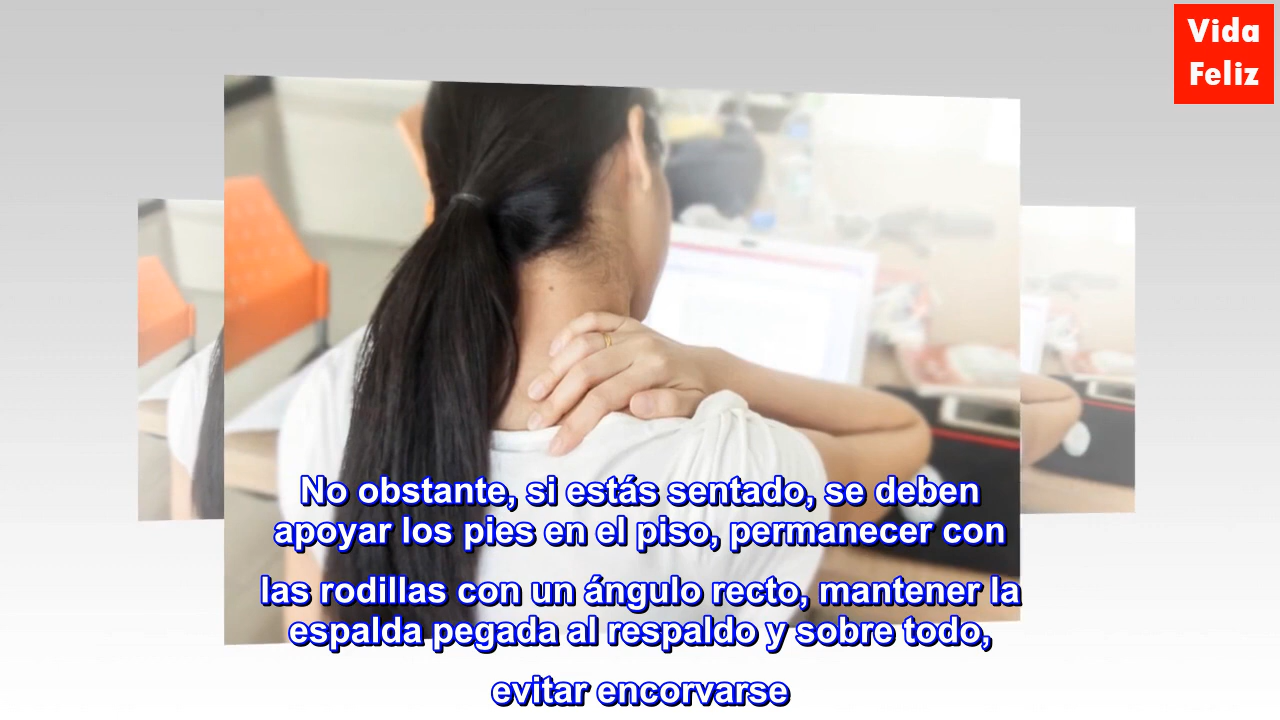 Vida
Feliz
No obstante, si estás sentado, se deben
apoyar los pies en el piso, permanecer con
las rodillas con un ángulo recto, mantener la
espalda pegada al respaldo y sobre todo,
evitar encorvarse